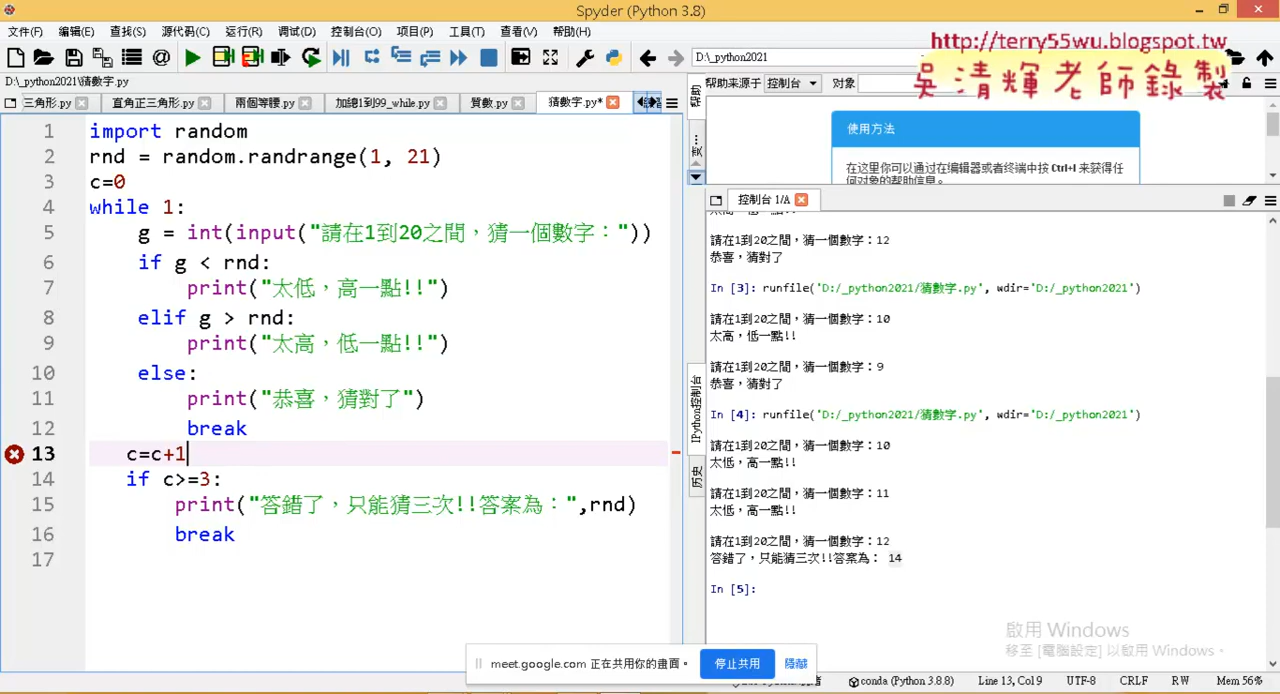 Spyder (Python 3.8)
文件(F) 编辑(E) 查找(S) 源代码(C) 运行(R) 调试(D) 控制台(O) 项目(P) 工具(T) 查看(V) 帮助(H)
D:\_python2021
http://terry55wu.blogspot.tw
吳清輝老師錄製
D:\_python2021\猜數字.py
三角形.py 直角正三角形.py 兩個等腰.py 加總1到99_while.py 質數.py 猜數字.py*
1 import random
2 rnd = random.randrange(1, 21)
3 c=0
4 while 1:
5 g = int(input("請在1到20之間，猜一個數字："))
6 if g < rnd:
7 print("太低，高一點!!")
8 elif g > rnd:
9 print("太高，低一點!!")
10 else:
11 print("恭喜，猜對了")
12 break
13 c=c+1
14 if c>=3:
15 print("答錯了，只能猜三次!!答案為：",rnd)
16 break
17
帮助来源于 控制台 对象
使用方法
在这里你可以通过在编辑器或者终端中按 Ctrl+I 来获得任
何对象的帮助信息。
控制台 1/A
請在1到20之間，猜一個數字：12
恭喜，猜對了
In [3]: runfile('D:/_python2021/猜數字.py', wdir='D:/_python2021')
請在1到20之間，猜一個數字：10
太高，低一點!!
請在1到20之間，猜一個數字：9
恭喜，猜對了
In [4]: runfile('D:/_python2021/猜數字.py', wdir='D:/_python2021')
請在1到20之間，猜一個數字：10
太低，高一點!!
請在1到20之間，猜一個數字：11
太低，高一點!!
請在1到20之間，猜一個數字：12
答錯了，只能猜三次!!答案為： 14
In [5]:
IPython控制台
历史
啟用 Windows
移至 [電腦設定] 以啟用 Windows。
meet.google.com 正在共用你的畫面。 停止共用 隱藏
conda (Python 3.8.8) Line 13, Col9 UTF-8 CRLF RW Mem 56%